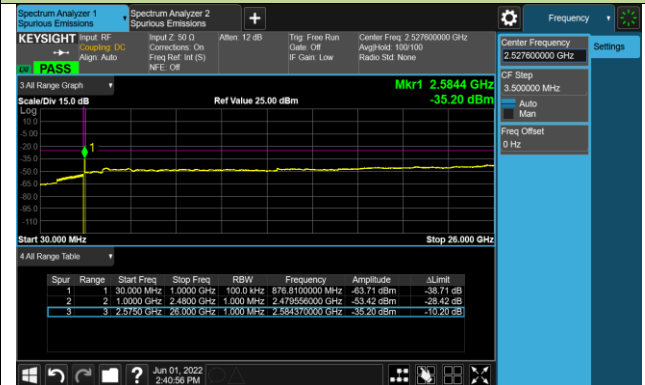 Spectrum Analyzer 1
Spurious Emissions
Spectrum Analyzer 2
Spurious Emissions
Frequency
KEYSIGHT
Input: RF
Coupling: DC
Align: Auto
Input Z: 50 Ω
Corrections: On
Freq Ref: Int (S)
NFE: Off
Atten: 12 dB
Trig: Free Run
Gate: Off
IF Gain: Low
Center Freq: 2.527600000 GHz
Avg|Hold: 100/100
Radio Std: None
PASS
Center Frequency
2.527600000 GHz
Settings
CF Step
3.500000 MHz
Auto
Man
Freq Offset
0 Hz
3 All Range Graph
Mkr1 2.5844 GHz
Scale/Div 15.0 dB
Ref Value 25.00 dBm
-35.20 dBm
Log
10.0
-5.00
-20.0
-35.0
-50.0
-65.0
-80.0
-95.0
-110
1
Start 30.000 MHz
Stop 26.000 GHz
4 All Range Table
Spur Range Start Freq Stop Freq RBW Frequency Amplitude ΔLimit
1 1 30.000 MHz 1.0000 GHz 100.0 kHz 876.8100000 MHz -63.71 dBm -38.71 dB
2 2 1.0000 GHz 2.4800 GHz 1.000 MHz 2.479556000 GHz -53.42 dBm -28.42 dB
3 3 2.5750 GHz 26.000 GHz 1.000 MHz 2.584370000 GHz -35.20 dBm -10.20 dB
Jun 01, 2022
2:40:56 PM